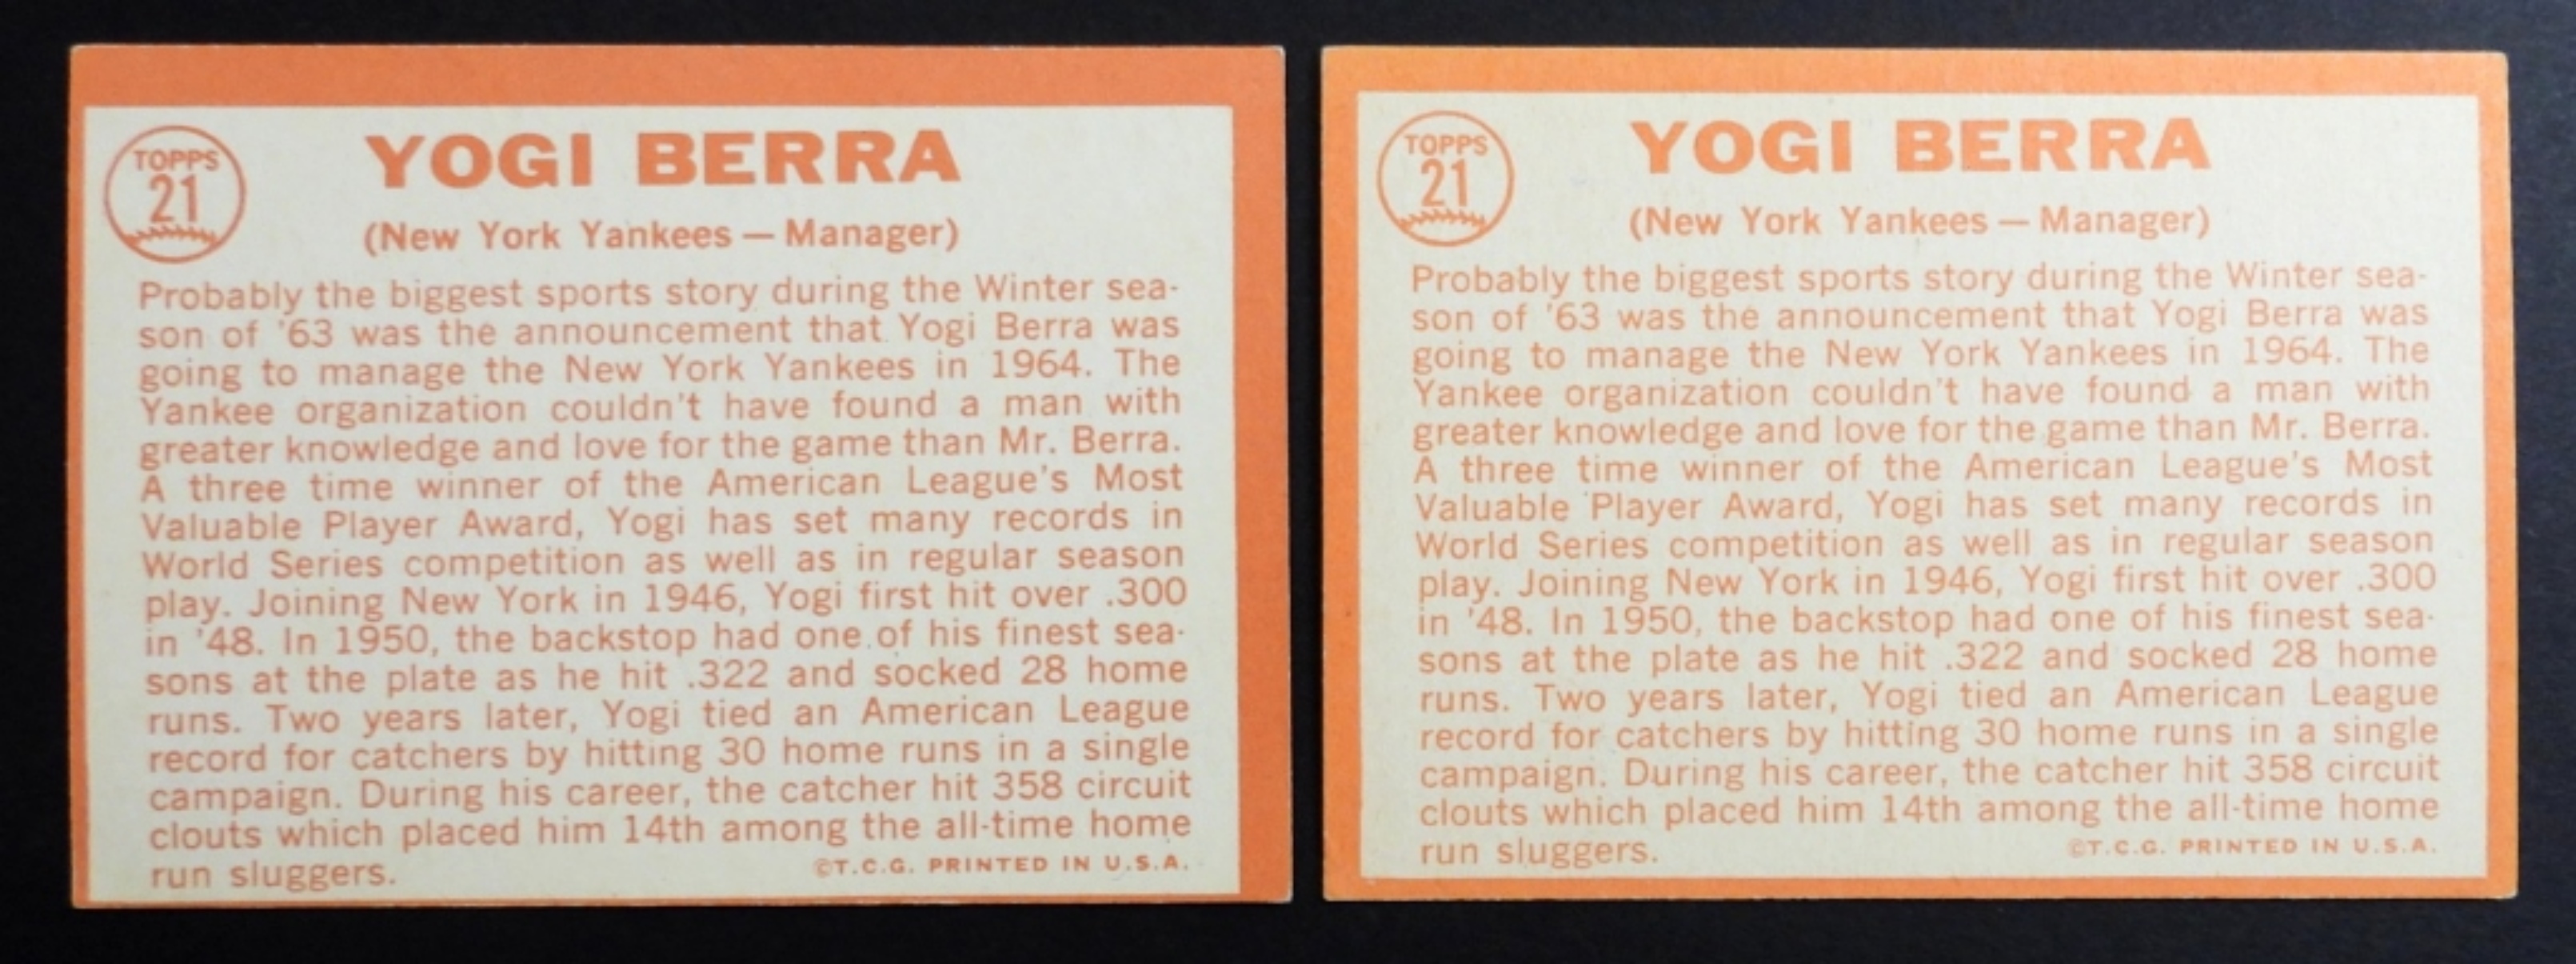 TOPPS
21
YOGI BERRA
(New York Yankees — Manager)
Probably the biggest sports story during the Winter sea-
son of '63 was the announcement that Yogi Berra was
going to manage the New York Yankees in 1964. The
Yankee organization couldn't have found a man with
greater knowledge and love for the game than Mr. Berra.
A three time winner of the American League's Most
Valuable Player Award, Yogi has set many records in
World Series competition as well as in regular season
play. Joining New York in 1946, Yogi first hit over .300
in '48. In 1950, the backstop had one of his finest sea-
sons at the plate as he hit .322 and socked 28 home
runs. Two years later, Yogi tied an American League
record for catchers by hitting 30 home runs in a single
campaign. During his career, the catcher hit 358 circuit
clouts which placed him 14th among the all-time home
run sluggers.
©T.C.G. PRINTED IN U.S.A.
TOPPS
21
YOGI BERRA
(New York Yankees — Manager)
Probably the biggest sports story during the Winter sea-
son of '63 was the announcement that Yogi Berra was
going to manage the New York Yankees in 1964. The
Yankee organization couldn't have found a man with
greater knowledge and love for the game than Mr. Berra.
A three time winner of the American League's Most
Valuable Player Award, Yogi has set many records in
World Series competition as well as in regular season
play. Joining New York in 1946, Yogi first hit over .300
in '48. In 1950, the backstop had one of his finest sea-
sons at the plate as he hit .322 and socked 28 home
runs. Two years later, Yogi tied an American League
record for catchers by hitting 30 home runs in a single
campaign. During his career, the catcher hit 358 circuit
clouts which placed him 14th among the all-time home
run sluggers.
©T.C.G. PRINTED IN U.S.A.